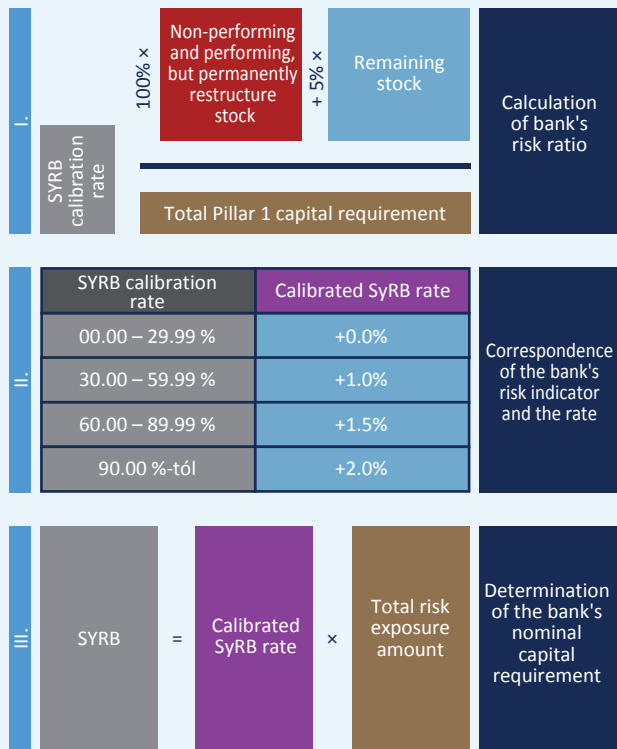 I.
SYRB
calibration
rate
100% ×
Non-performing
and performing,
but permanently
restructure
stock
+ 5% ×
Remaining
stock
Total Pillar 1 capital requirement
Calculation
of bank's
risk ratio
II.
SYRB calibration
rate
Calibrated SyRB rate
00.00 – 29.99 %
+0.0%
30.00 – 59.99 %
+1.0%
60.00 – 89.99 %
+1.5%
90.00 %-tól
+2.0%
Correspondence
of the bank's
risk indicator
and the rate
III.
SYRB
=
Calibrated
SyRB rate
×
Total risk
exposure
amount
Determination
of the bank's
nominal
capital
requirement